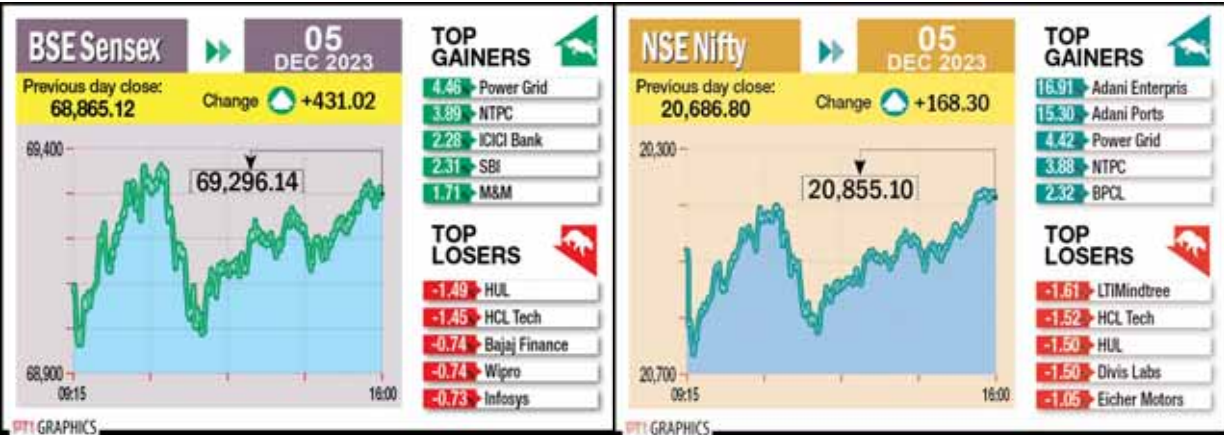 BSE Sensex
05
DEC 2023
Previous day close:
68,865.12
Change +431.02
69,400
69,296.14
68,900
09:15
16:00
TOP
GAINERS
4.46% Power Grid
3.89% NTPC
2.28% ICICI Bank
2.31% SBI
1.71% M&M
TOP
LOSERS
-1.49% HUL
-1.45% HCL Tech
-0.74% Bajaj Finance
-0.74% Wipro
-0.73% Infosys
PTI GRAPHICS
NSE Nifty
05
DEC 2023
Previous day close:
20,686.80
Change +168.30
20,300
20,855.10
20,700
09:15
16:00
TOP
GAINERS
16.91 Adani Enterpris
15.30 Adani Ports
4.42 Power Grid
3.88 NTPC
2.32 BPCL
TOP
LOSERS
-1.61 LTIMindtree
-1.52 HCL Tech
-1.50 HUL
-1.50 Divis Labs
-1.05 Eicher Motors
PTI GRAPHICS